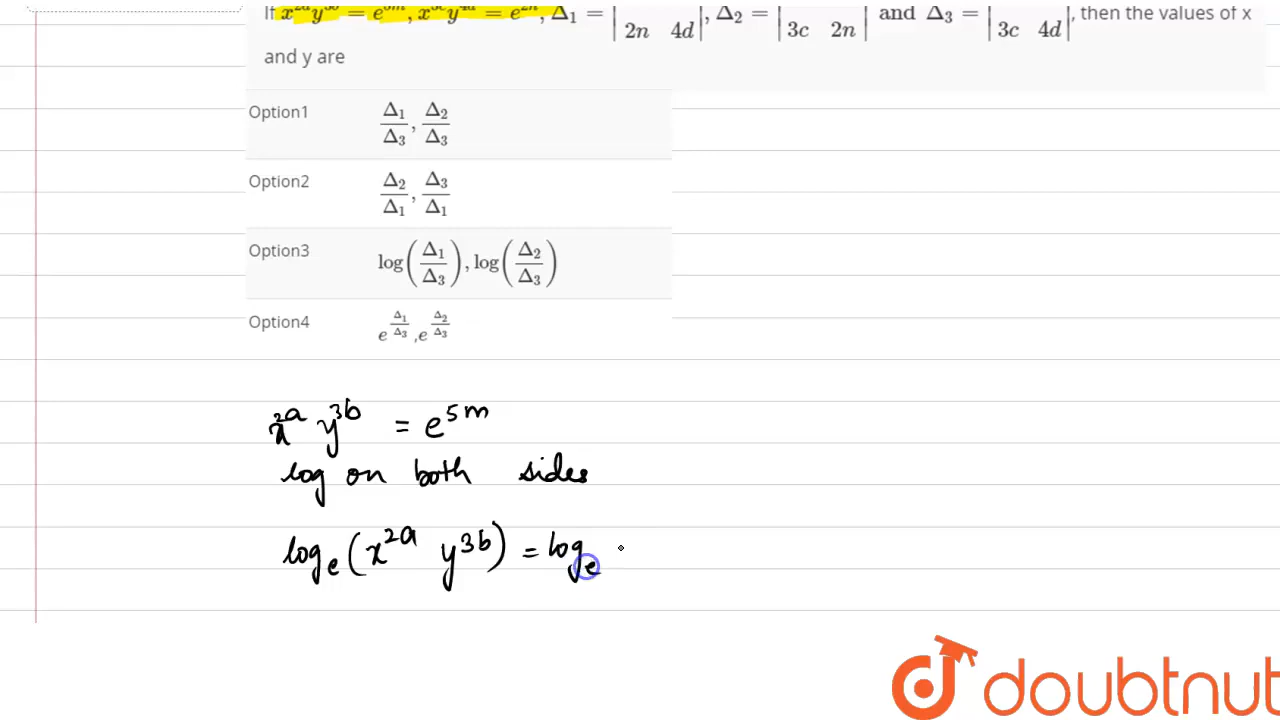 If x^{2a}y^{3b} = e^{5m}, x^{3c}y^{4d} = e^{2n}, Δ₁ = | 2n 4d |, Δ₂ = | 3c 2n | and Δ₃ = | 3c 4d |, then the values of x
and y are
Option1 Δ₁/Δ₃, Δ₂/Δ₃
Option2 Δ₂/Δ₁, Δ₃/Δ₁
Option3 log(Δ₁/Δ₃), log(Δ₂/Δ₃)
Option4 e^{Δ₁/Δ₃}, e^{Δ₂/Δ₃}
x^{2a} y^{3b} = e^{5m}
log on both sides
log_e (x^{2a} y^{3b}) = log_e
doubtnut